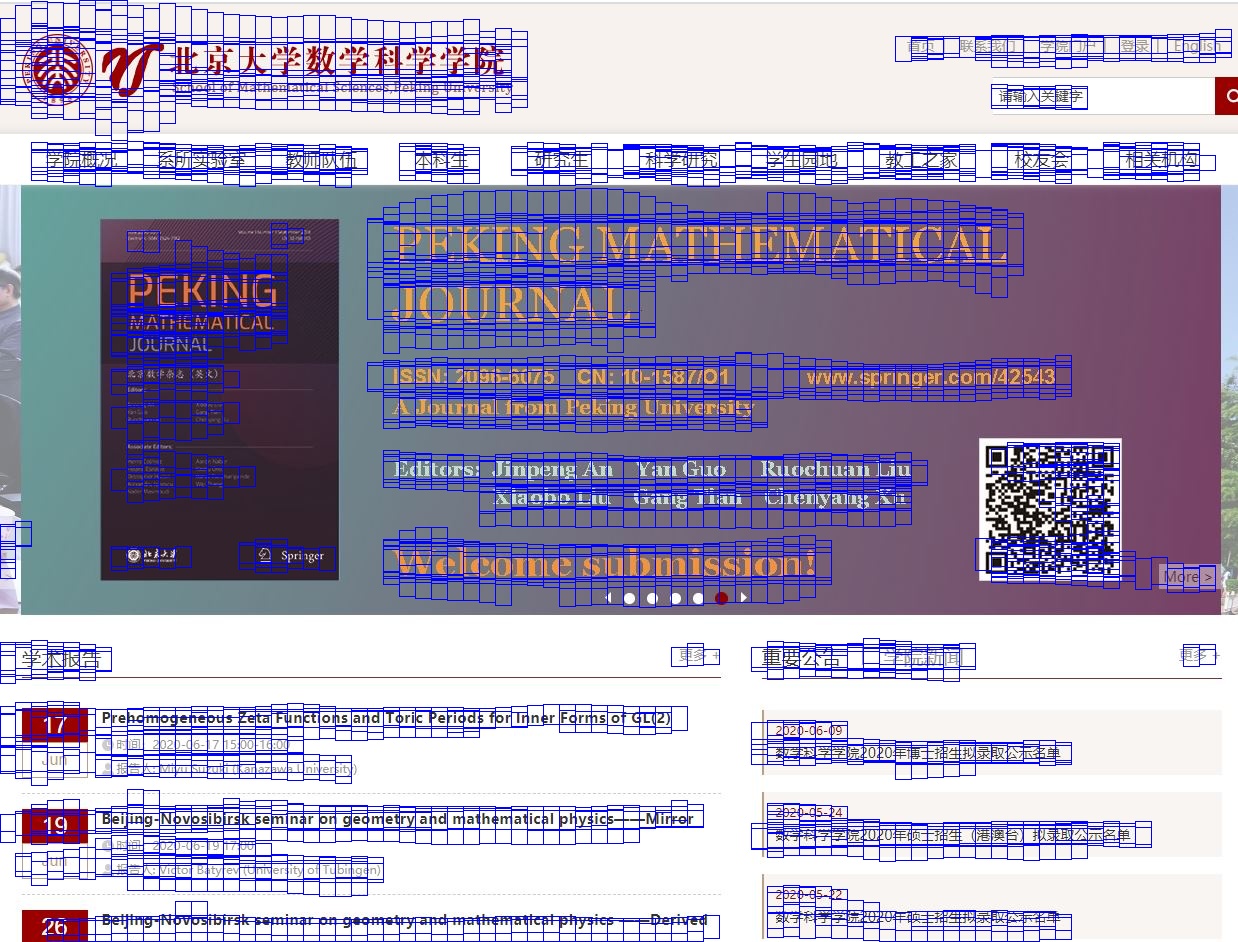 北京大学数学科学学院
School of Mathematical Sciences,Peking University
首页 | 联系我们 | 学院门户 | 登录 | English
请输入关键字
学院概况 系所实验室 教师队伍 本科生 研究生 科学研究 学生园地 教工之家 校友会 相关机构
PEKING
MATHEMATICAL
JOURNAL
北京数学杂志（英文）
Editors
Associate Editors
北京大学
Springer
PEKING MATHEMATICAL
JOURNAL
ISSN: 2096-6075 CN: 10-1587/O1 www.springer.com/42543
A Journal from Peking University
Editors: Jinpeng An Yan Guo Ruochuan Liu
Xiaobo Liu Gang Tian Chenyang Xu
Welcome submission!
More >
学术报告 更多 +
17
Jun
Prehomogeneous Zeta Functions and Toric Periods for Inner Forms of GL(2)
时间： 2020-06-17 15:00-16:00
报告人: Miyu Suzuki (Kanazawa University)
19
Jun
Beijing-Novosibirsk seminar on geometry and mathematical physics——Mirror
时间： 2020-06-19 17:00
报告人: Victor Batyrev (University of Tubingen)
26
Beijing-Novosibirsk seminar on geometry and mathematical physics ——Derived
重要公告 学院新闻 更多 +
2020-06-09
数学科学学院2020年博士招生拟录取公示名单
2020-05-24
数学科学学院2020年硕士招生（港澳台）拟录取公示名单
2020-05-22
数学科学学院2020年硕士招生拟录取公示名单